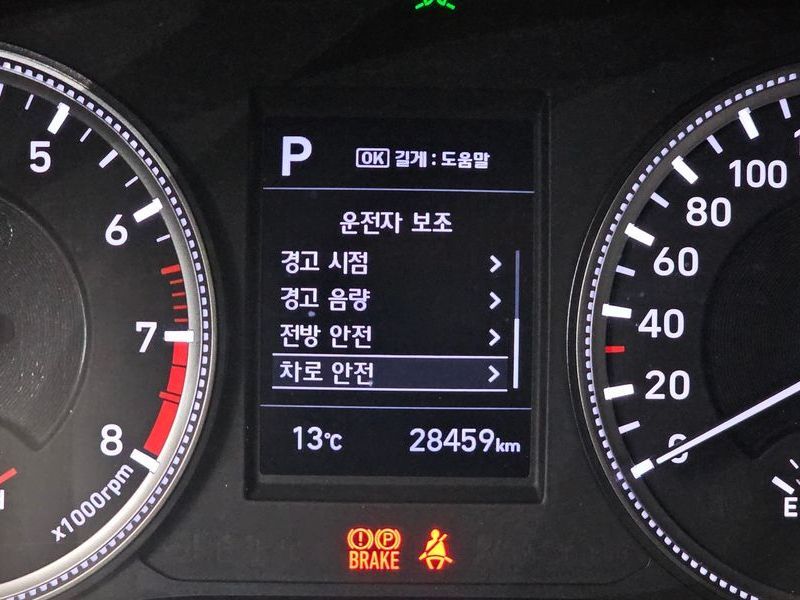 P
OK 길게 : 도움말
운전자 보조
경고 시점
경고 음량
전방 안전
차로 안전
13℃
28459km
5
6
7
8
x1000rpm
H
100
80
60
40
20
0
E
(!) (P)
BRAKE